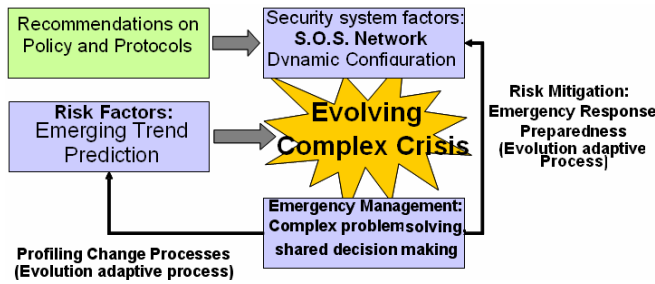 Recommendations on
Policy and Protocols
Security system factors:
S.O.S. Network
Dynamic Configuration
Risk Factors:
Emerging Trend
Prediction
Evolving
Complex Crisis
Risk Mitigation:
Emergency Response
Preparedness
(Evolution adaptive
Process)
Emergency Management:
Complex problem solving,
shared decision making
Profiling Change Processes
(Evolution adaptive process)